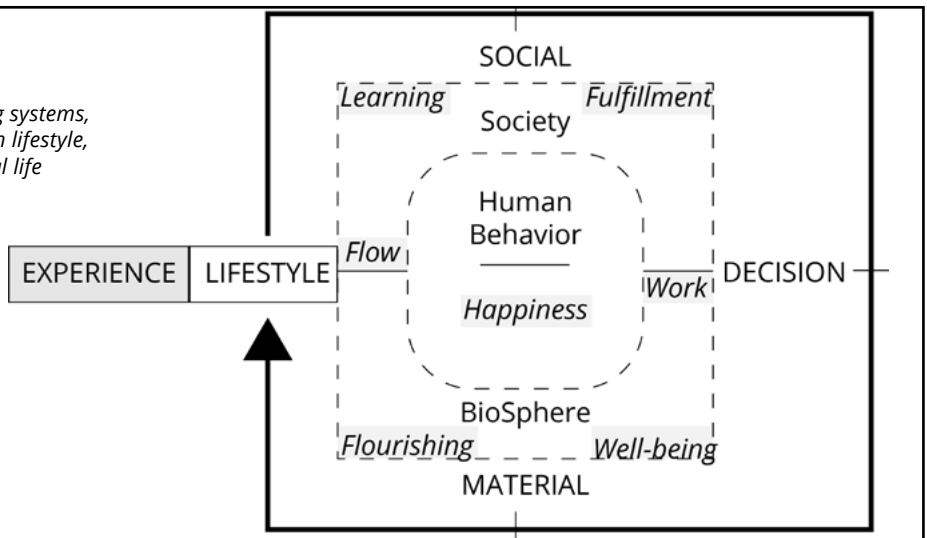 SOCIAL
Learning
Fulfillment
g systems,
Society
n lifestyle,
al life
Human
Behavior
Flow
EXPERIENCE
LIFESTYLE
DECISION
Work
Happiness
BioSphere
Flourishing
Well-being
MATERIAL